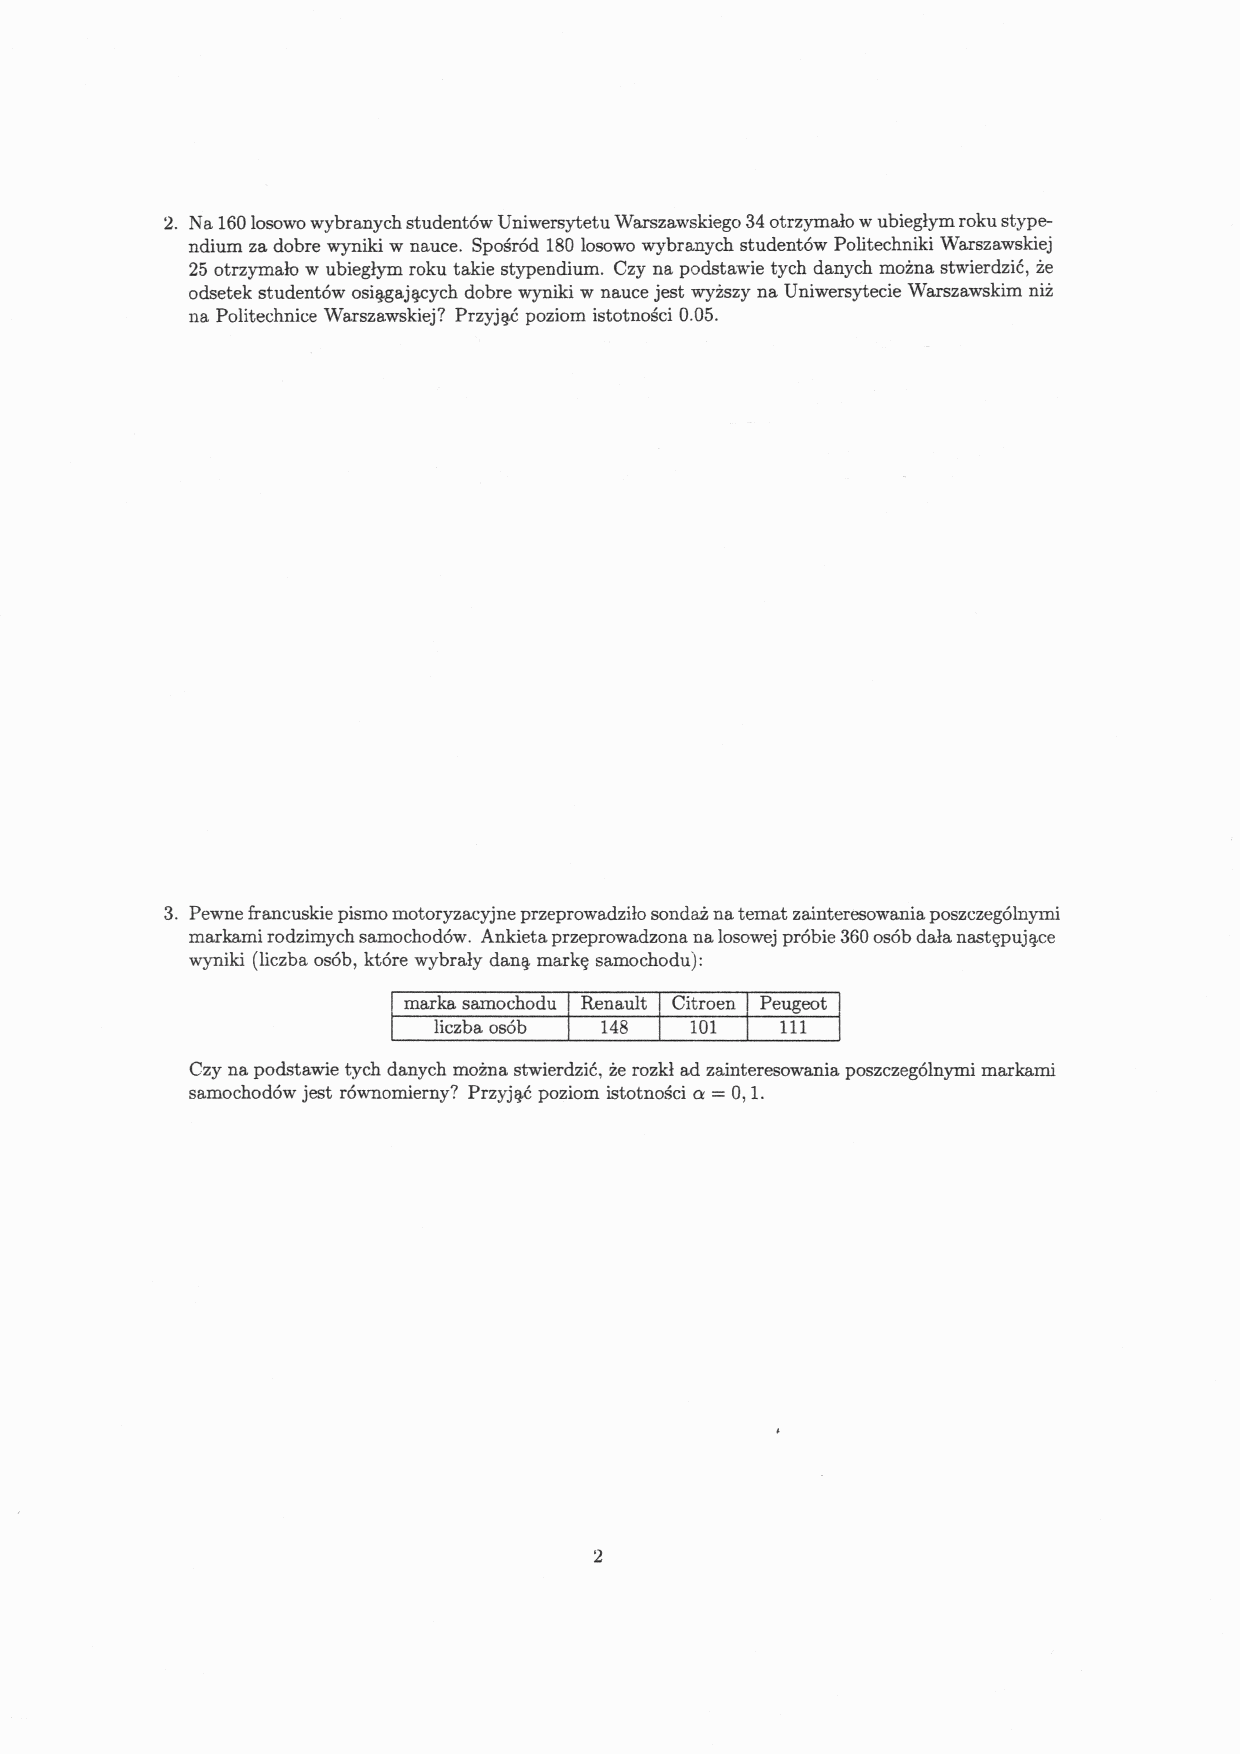 2. Na 160 losowo wybranych studentów Uniwersytetu Warszawskiego 34 otrzymało w ubiegłym roku stype-
ndium za dobre wyniki w nauce. Spośród 180 losowo wybranych studentów Politechniki Warszawskiej
25 otrzymało w ubiegłym roku takie stypendium. Czy na podstawie tych danych można stwierdzić, że
odsetek studentów osiągających dobre wyniki w nauce jest wyższy na Uniwersytecie Warszawskim niż
na Politechnice Warszawskiej? Przyjąć poziom istotności 0.05.
3. Pewne francuskie pismo motoryzacyjne przeprowadziło sondaż na temat zainteresowania poszczególnymi
markami rodzimych samochodów. Ankieta przeprowadzona na losowej próbie 360 osób dała następujące
wyniki (liczba osób, które wybrały daną markę samochodu):
marka samochodu Renault Citroen Peugeot
liczba osób 148 101 111
Czy na podstawie tych danych można stwierdzić, że rozkł ad zainteresowania poszczególnymi markami
samochodów jest równomierny? Przyjąć poziom istotności α = 0, 1.
2